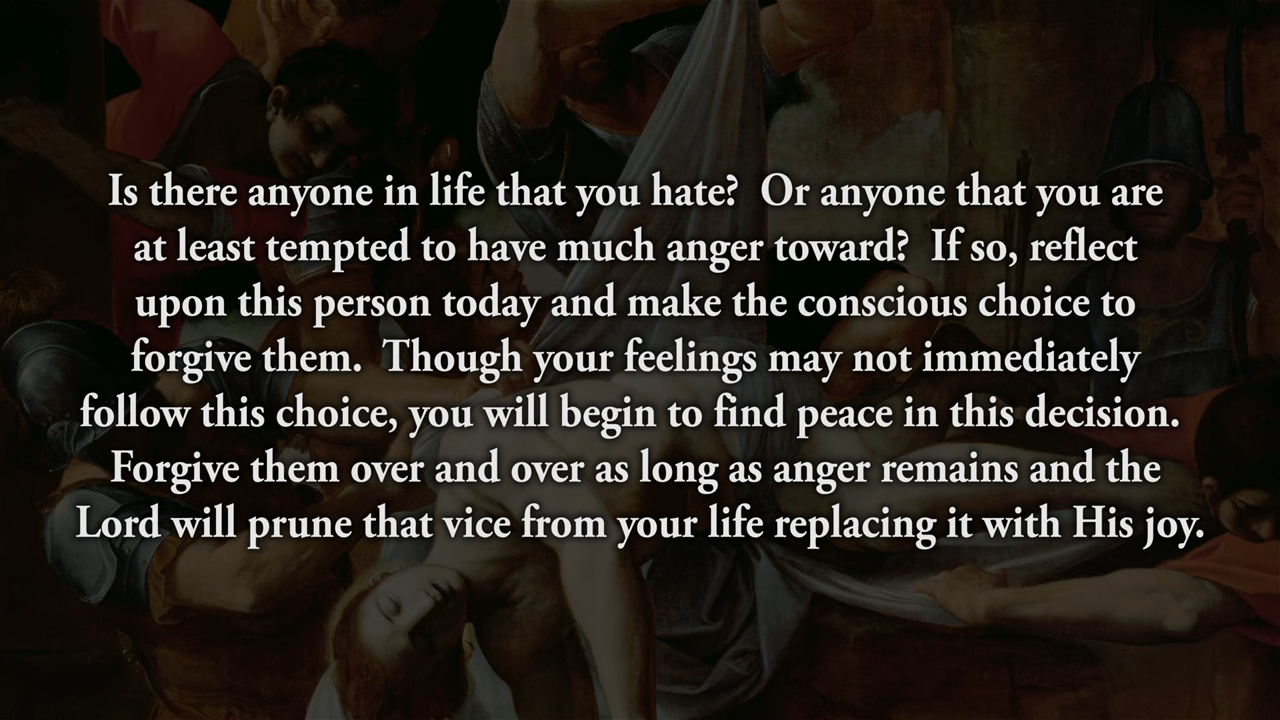 Is there anyone in life that you hate?  Or anyone that you are
at least tempted to have much anger toward?  If so, reflect
upon this person today and make the conscious choice to
forgive them.  Though your feelings may not immediately
follow this choice, you will begin to find peace in this decision.
Forgive them over and over as long as anger remains and the
Lord will prune that vice from your life replacing it with His joy.